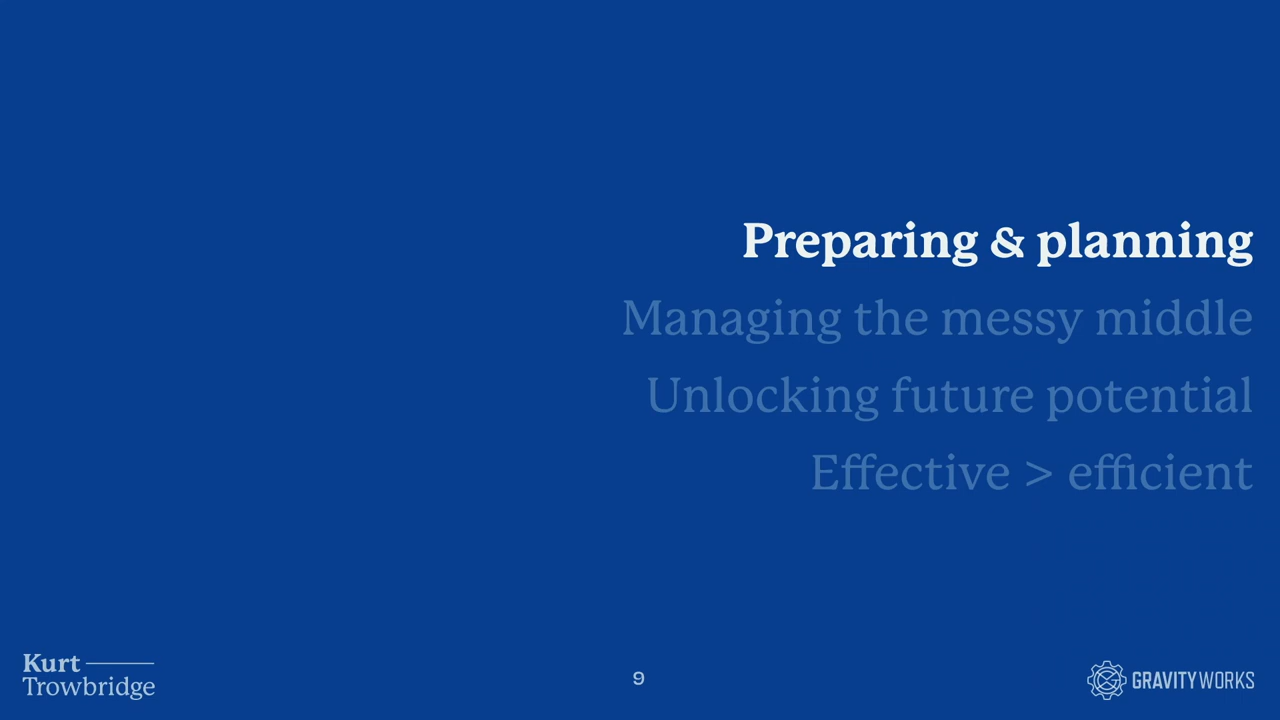 Preparing & planning
Managing the messy middle
Unlocking future potential
Effective > efficient
Kurt
Trowbridge
9
GRAVITYWORKS